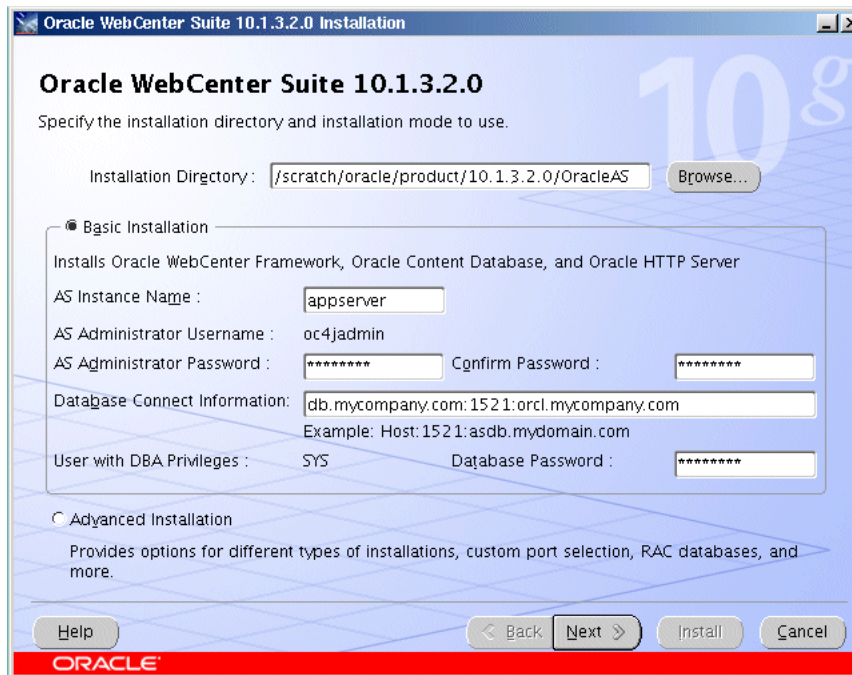 Oracle WebCenter Suite 10.1.3.2.0 Installation
10g
Oracle WebCenter Suite 10.1.3.2.0
Specify the installation directory and installation mode to use.
Installation Directory : /scratch/oracle/product/10.1.3.2.0/OracleAS Browse...
Basic Installation
Installs Oracle WebCenter Framework, Oracle Content Database, and Oracle HTTP Server
AS Instance Name : appserver
AS Administrator Username : oc4jadmin
AS Administrator Password : ******** Confirm Password : ********
Database Connect Information: db.mycompany.com:1521:orcl.mycompany.com
Example: Host:1521:asdb.mydomain.com
User with DBA Privileges : SYS Database Password : ********
Advanced Installation
Provides options for different types of installations, custom port selection, RAC databases, and
more.
Help Back Next Install Cancel
ORACLE